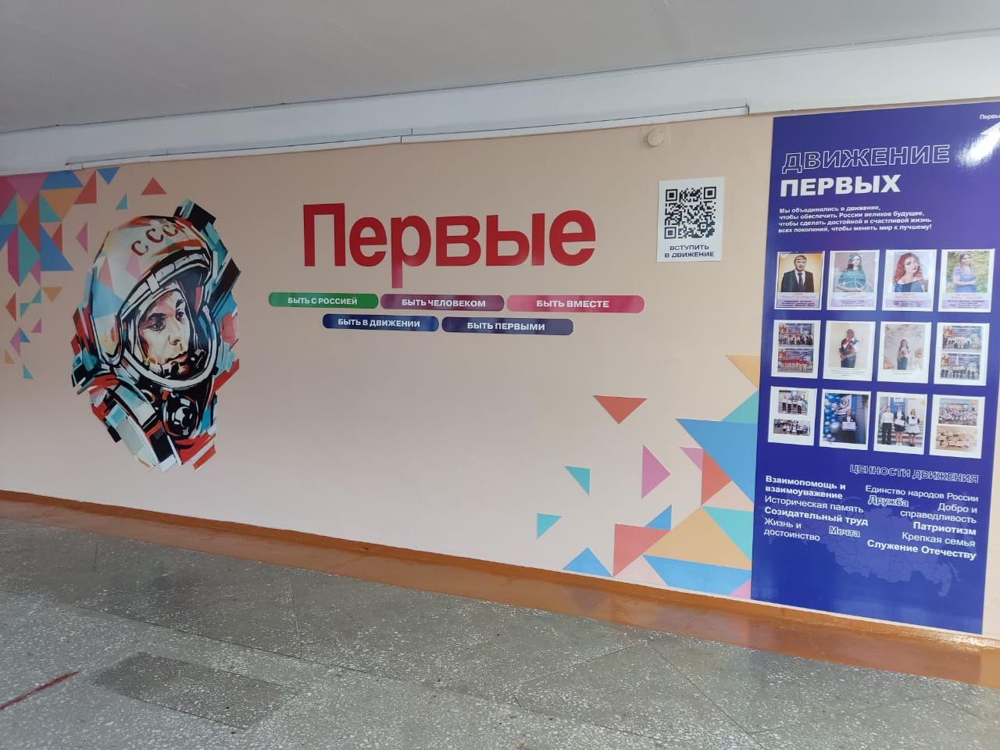 СССР
Первые
БЫТЬ С РОССИЕЙ
БЫТЬ ЧЕЛОВЕКОМ
БЫТЬ ВМЕСТЕ
БЫТЬ В ДВИЖЕНИИ
БЫТЬ ПЕРВЫМИ
ВСТУПИТЬ
В ДВИЖЕНИЕ
ДВИЖЕНИЕ
ПЕРВЫХ
Мы объединились в движение,
чтобы обеспечить России великое будущее,
чтобы сделать достойной и счастливой жизнь
всех поколений, чтобы менять мир к лучшему!
ЦЕННОСТИ ДВИЖЕНИЯ
Взаимопомощь и
взаимоуважение
Единство народов России
Дружба
Историческая память
Добро и
справедливость
Созидательный труд
Патриотизм
Жизнь и
достоинство
Мечта
Крепкая семья
Служение Отечеству